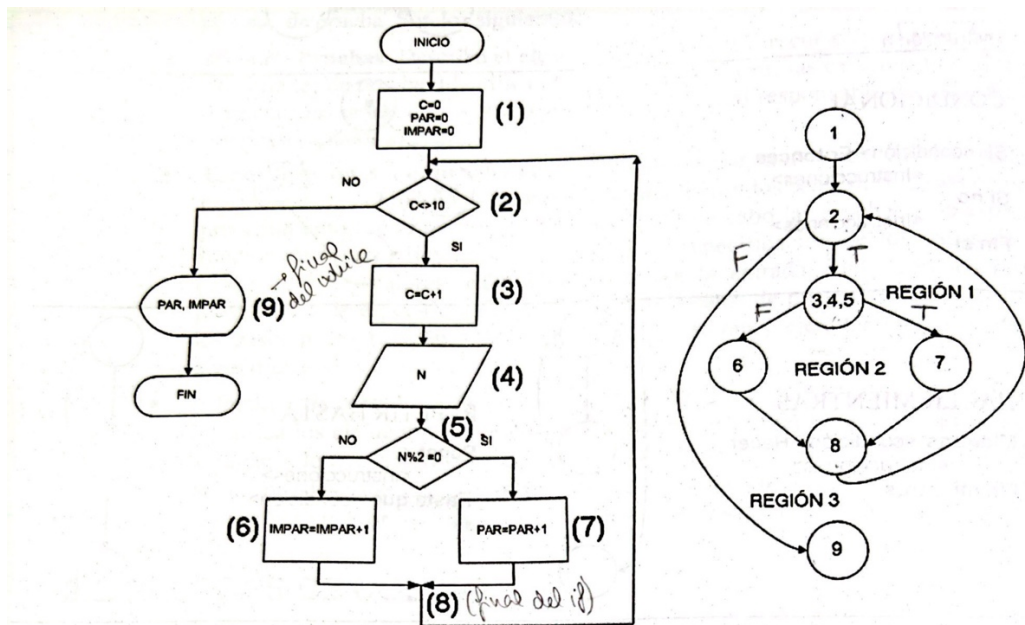 INICIO
C=0
PAR=0
IMPAR=0
(1)
NO
C<>10
(2)
SI
PAR, IMPAR
(9)
→ final
del
C=C+1
(3)
FIN
N
(4)
(5)
NO
N%2 =0
SI
(6)
IMPAR=IMPAR+1
PAR=PAR+1
(7)
(8) (final del if)
1
2
F
T
3,4,5
REGIÓN 1
F
T
6
REGIÓN 2
7
8
REGIÓN 3
9